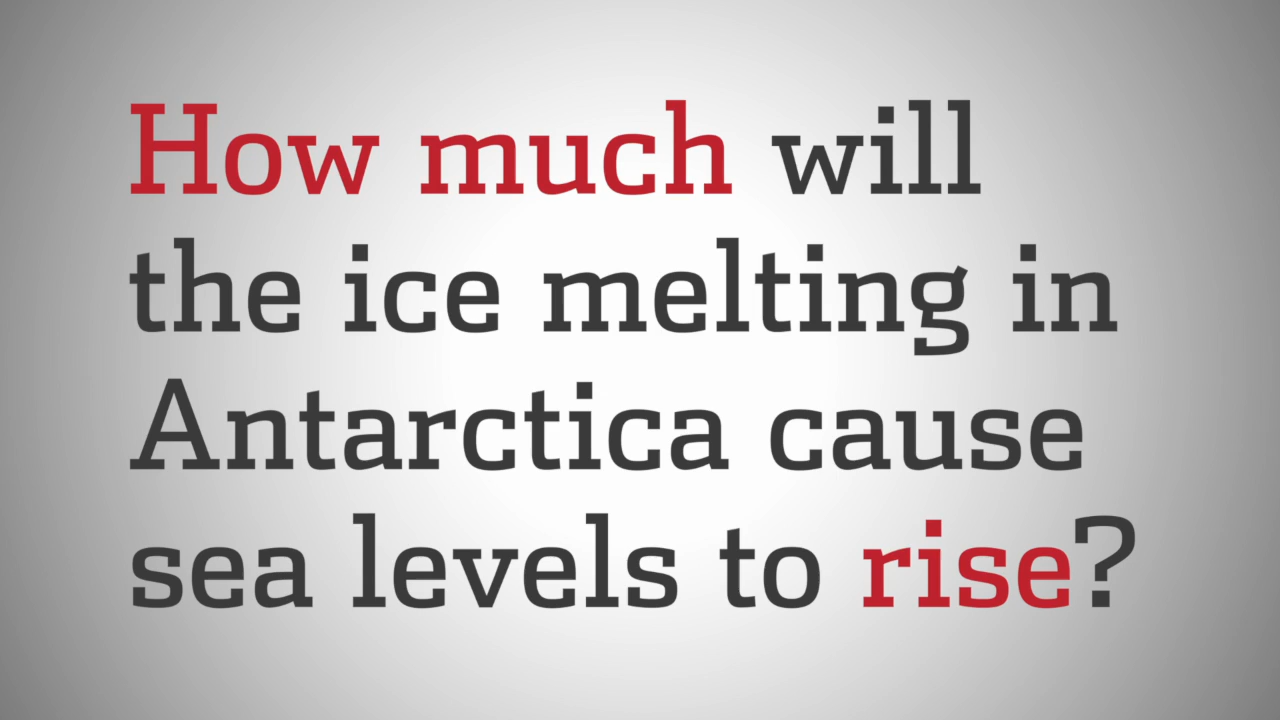 How much will
the ice melting in
Antarctica cause
sea levels to rise?